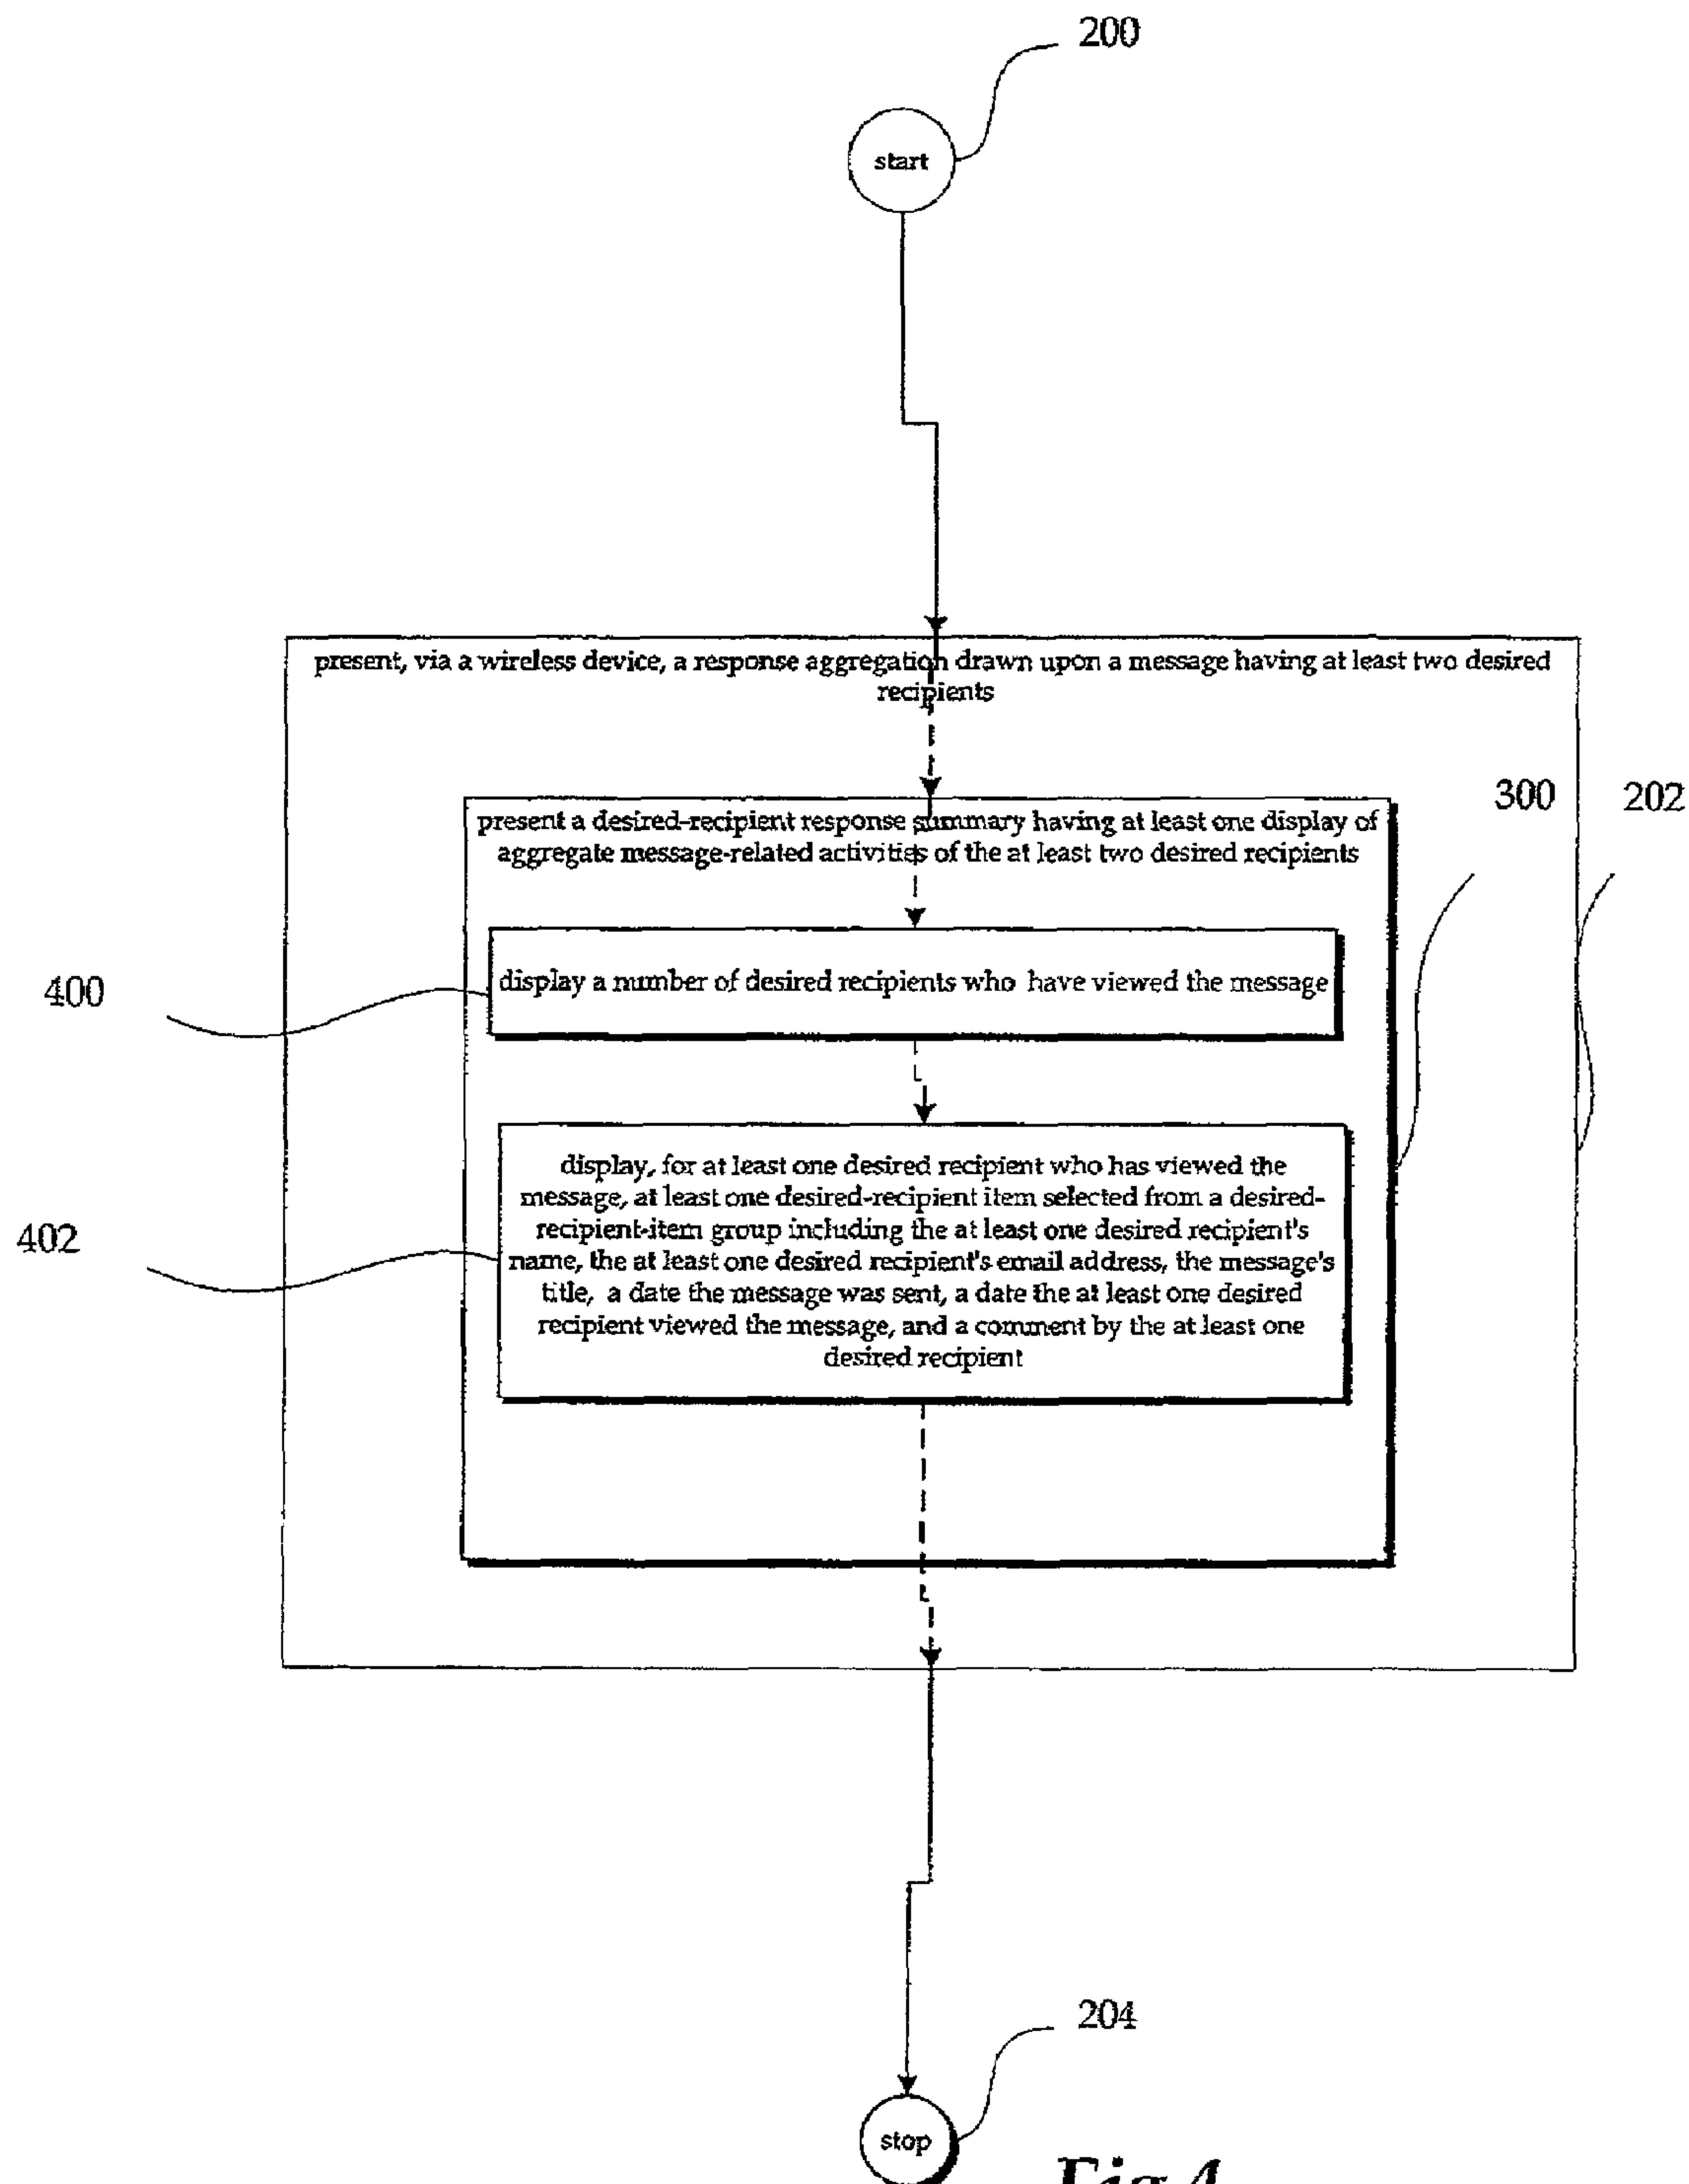 200
start
present, via a wireless device, a response aggregation drawn upon a message having at least two desired
recipients
300
202
present a desired-recipient response summary having at least one display of
aggregate message-related activities of the at least two desired recipients
400
display a number of desired recipients who have viewed the message
402
display, for at least one desired recipient who has viewed the
message, at least one desired-recipient item selected from a desired-
recipient-item group including the at least one desired recipient's
name, the at least one desired recipient's email address, the message's
title, a date the message was sent, a date the at least one desired
recipient viewed the message, and a comment by the at least one
desired recipient
204
stop
Fig 4